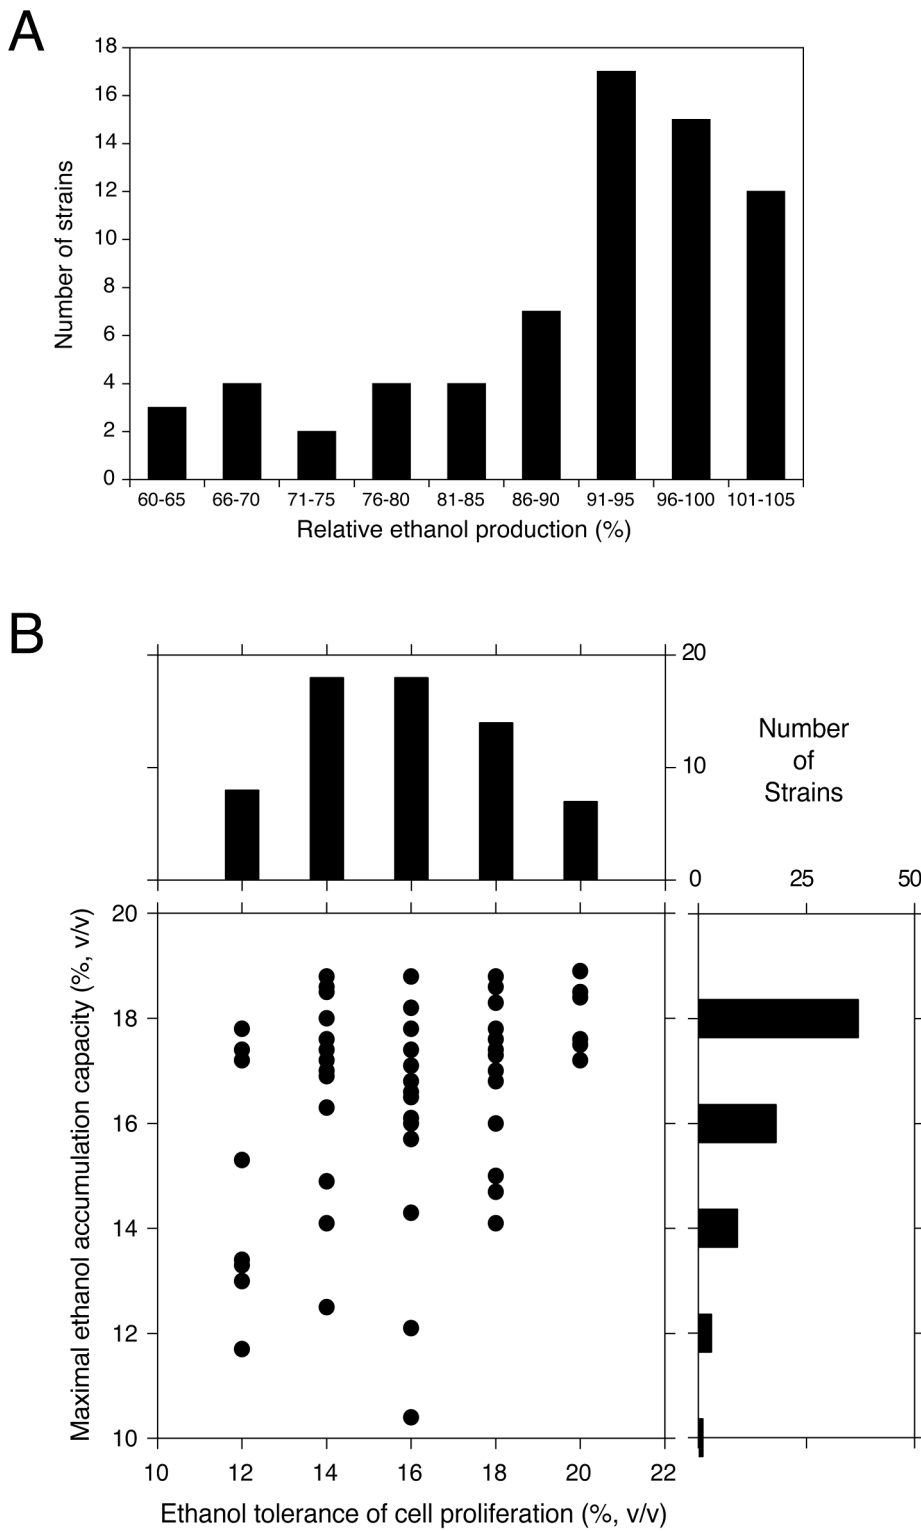 A
18
16
14
12
10
8
6
4
2
0
Number of strains
60-65 66-70 71-75 76-80 81-85 86-90 91-95 96-100 101-105
Relative ethanol production (%)
B
20
10
0
Number
of
Strains
0 25 50
20
18
16
14
12
10
Maximal ethanol accumulation capacity (%, v/v)
10 12 14 16 18 20 22
Ethanol tolerance of cell proliferation (%, v/v)